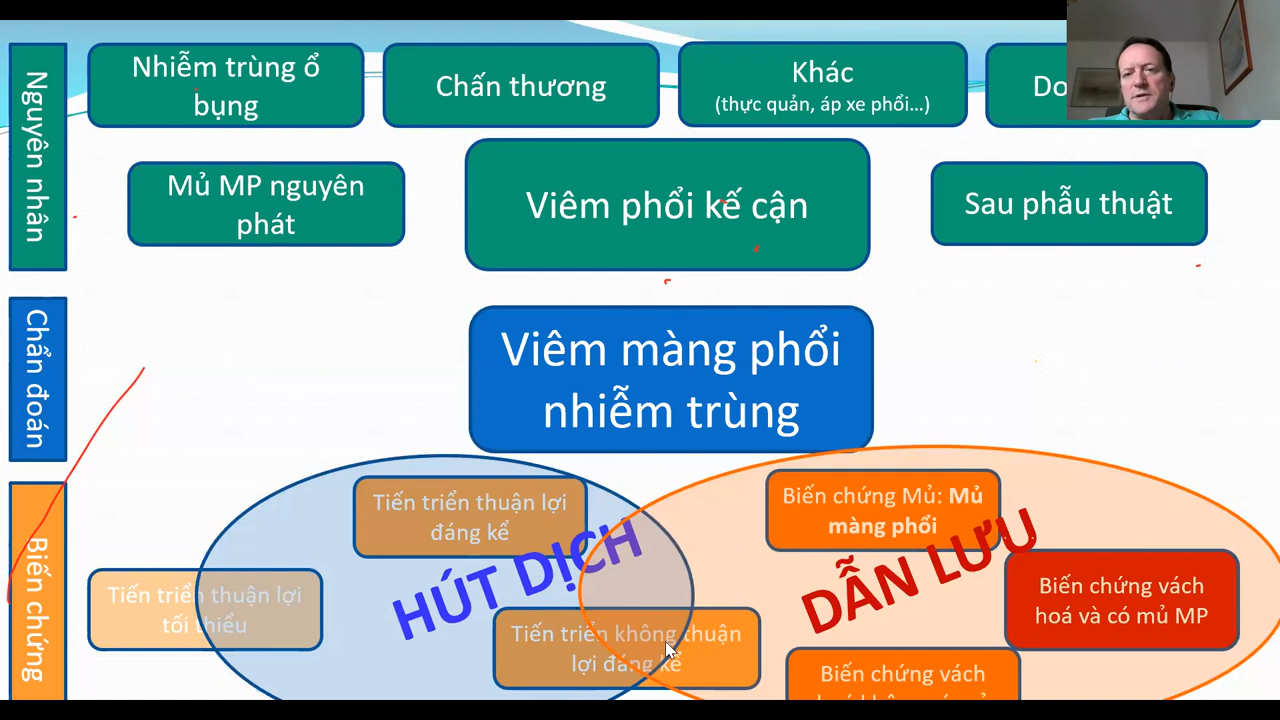 Nguyên nhân
Nhiễm trùng ổ
bụng
Chấn thương
Khác
(thực quản, áp xe phổi...)
Mủ MP nguyên
phát
Viêm phổi kế cận
Sau phẫu thuật
Chẩn đoán
Viêm màng phổi
nhiễm trùng
Biến chứng
Tiến triển thuận lợi
đáng kể
Tiến triển thuận lợi
tối thiểu
HÚT DỊCH
Tiến triển không thuận
lợi đáng kể
Biến chứng Mủ: Mủ
màng phổi
DẪN LƯU
Biến chứng vách
hoá và có mủ MP
Biến chứng vách